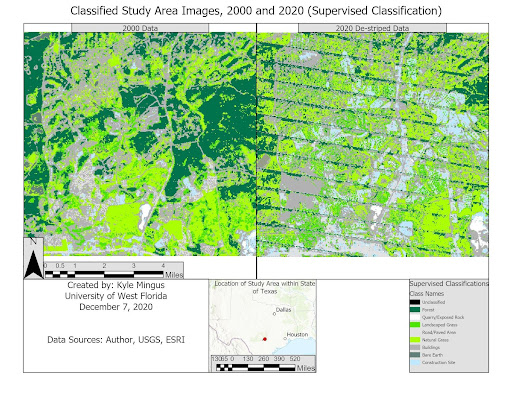 Classified Study Area Images, 2000 and 2020 (Supervised Classification)
2000 Data
2020 De-striped Data
N
0 0.5 1 2 3 4
Miles
Created by: Kyle Mingus
University of West Florida
December 7, 2020
Data Sources: Author, USGS, ESRI
Location of Study Area within State
of Texas
Dallas
Houston
130 65 0 130 260 390 520
Miles
Supervised Classifications
Class Names
Unclassified
Forest
Quarry/Exposed Rock
Landscaped Grass
Road/Paved Area
Natural Grass
Buildings
Bare Earth
Construction Site